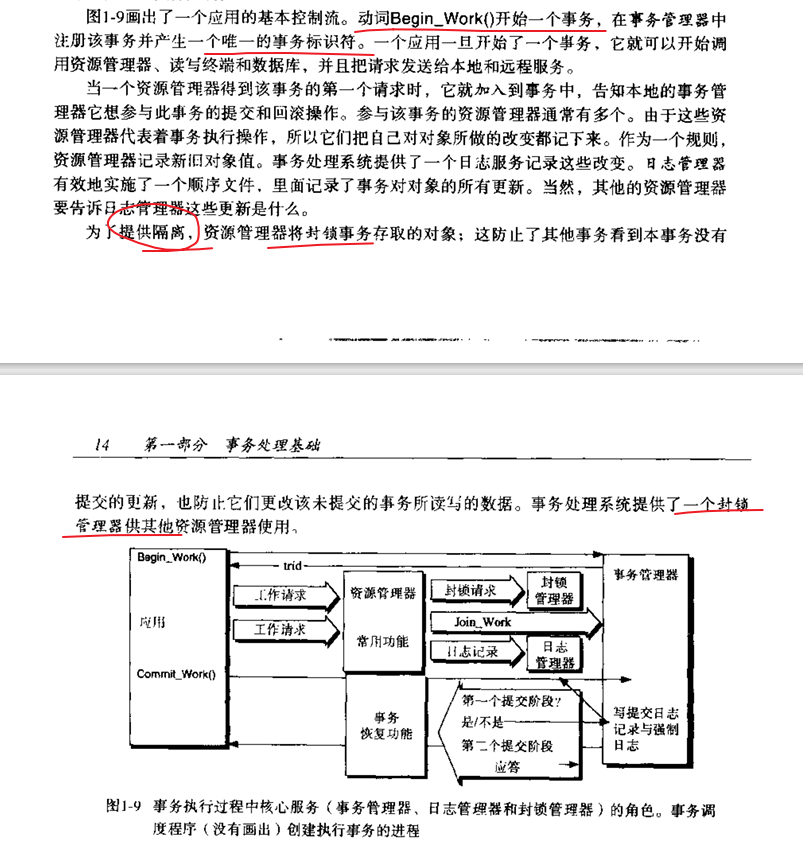 图1-9画出了一个应用的基本控制流。动词Begin_Work()开始一个事务，在事务管理器中
注册该事务并产生一个唯一的事务标识符。一个应用一旦开始了一个事务，它就可以开始调
用资源管理器、读写终端和数据库，并且把请求发送给本地和远程服务。
当一个资源管理器得到该事务的第一个请求时，它就加入到事务中，告知本地的事务管
理器它想参与此事务的提交和回滚操作。参与该事务的资源管理器通常有多个。由于这些资
源管理器代表着事务执行操作，所以它们把自己对对象所做的改变都记下来。作为一个规则，
资源管理器记录新旧对象值。事务处理系统提供了一个日志服务记录这些改变。日志管理器
有效地实施了一个顺序文件，里面记录了事务对对象的所有更新。当然，其他的资源管理器
要告诉日志管理器这些更新是什么。
为了提供隔离，资源管理器将封锁事务存取的对象；这防止了其他事务看到本事务没有
14 第一部分 事务处理基础
提交的更新，也防止它们更改该未提交的事务所读写的数据。事务处理系统提供了一个封锁
管理器供其他资源管理器使用。
Begin_Work()
trid
事务管理器
工作请求
资源管理器
封锁请求
封锁
管理器
应用
工作请求
常用功能
Join_Work
日志记录
日志
管理器
Commit_Work()
事务
恢复功能
第一个提交阶段?
是/不是
第二个提交阶段
应答
写提交日志
记录与强制
日志
图1-9 事务执行过程中核心服务（事务管理器、日志管理器和封锁管理器）的角色。事务调
度程序（没有画出）创建执行事务的进程